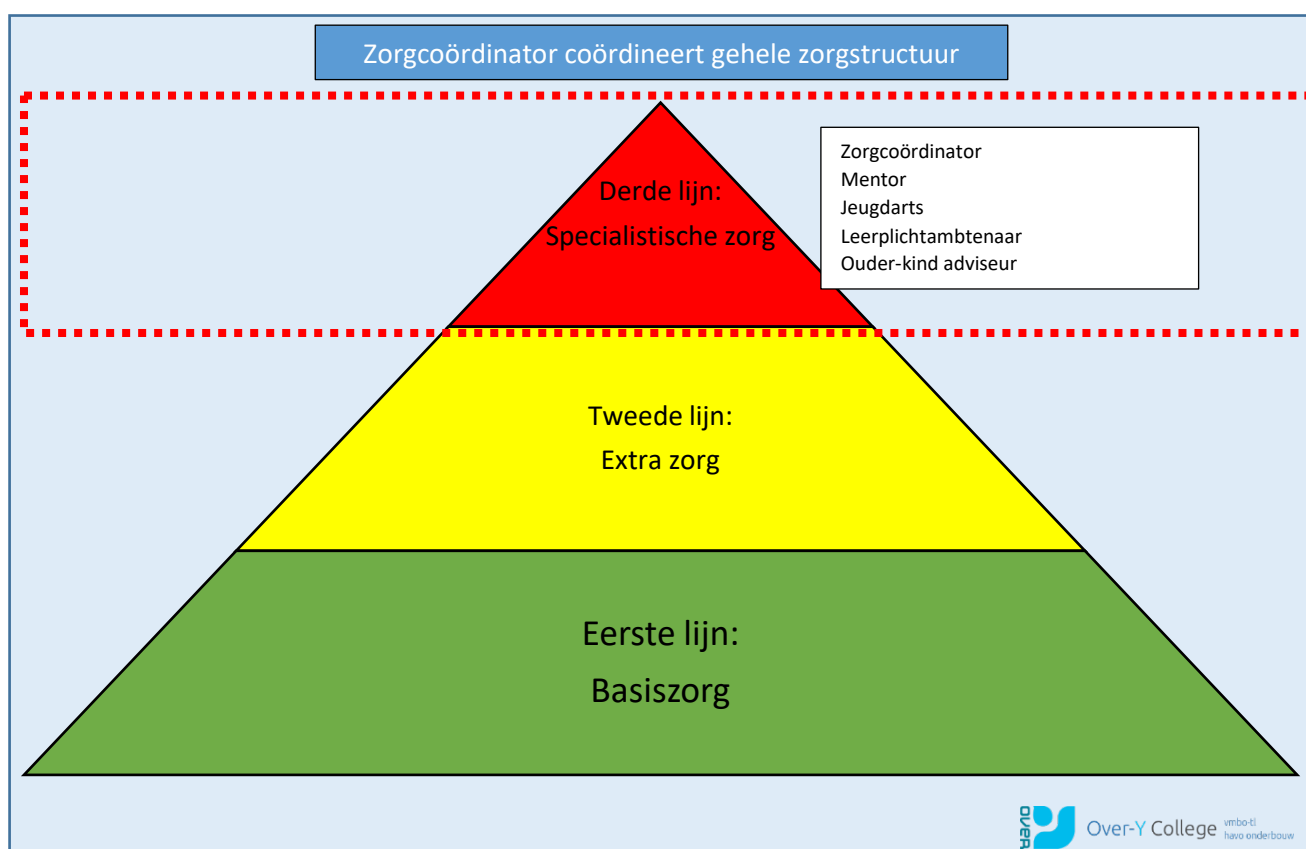 Zorgcoördinator coördineert gehele zorgstructuur
Derde lijn:
Specialistische zorg
Zorgcoördinator
Mentor
Jeugdarts
Leerplichtambtenaar
Ouder-kind adviseur
Tweede lijn:
Extra zorg
Eerste lijn:
Basiszorg
OVER
Over-Y College
vmbo-tl
havo onderbouw